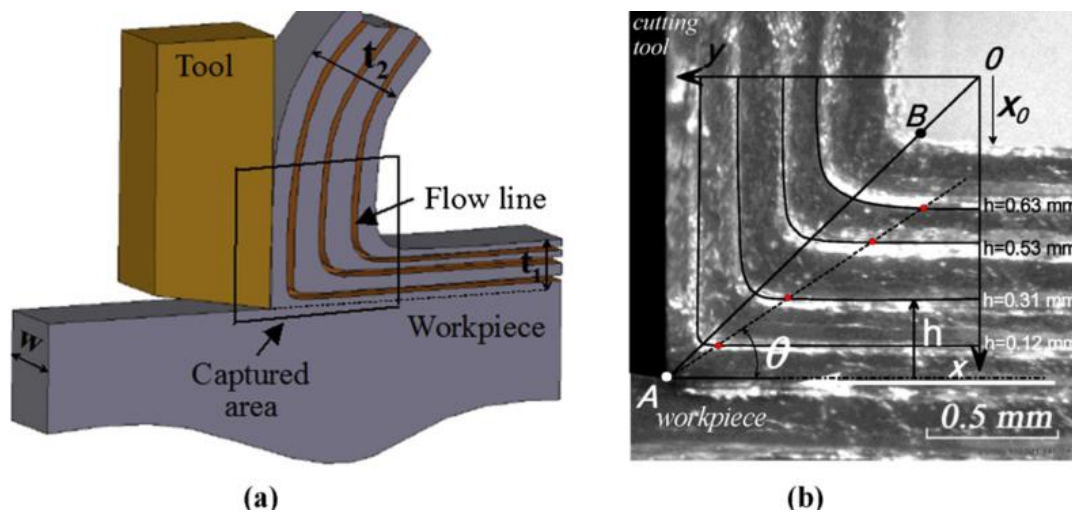 Tool
t₂
Flow line
t₁
Workpiece
w
Captured
area
(a)
cutting
tool
y
O
x₀
B
h=0.63 mm
h=0.53 mm
h=0.31 mm
h
h=0.12 mm
θ
x
A
workpiece
0.5 mm
(b)